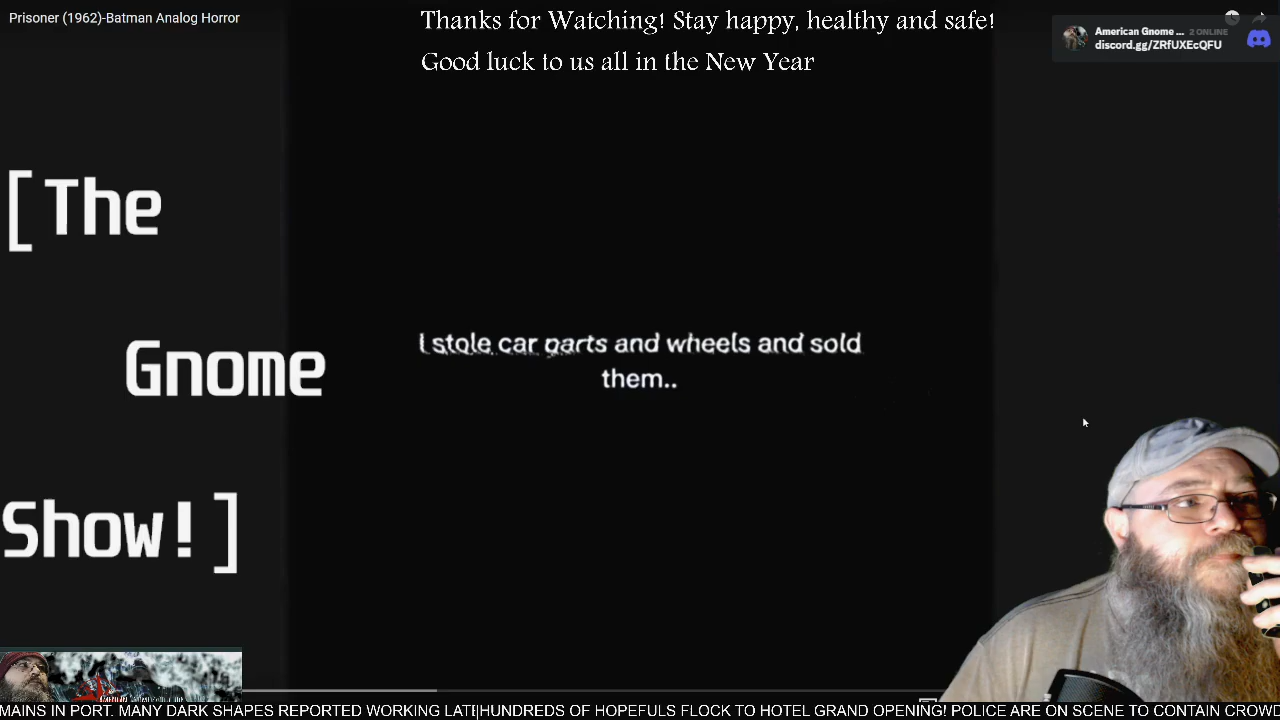 Prisoner (1962)-Batman Analog Horror
Thanks for Watching! Stay happy, healthy and safe!
Good luck to us all in the New Year
American Gnome ... 2 ONLINE
discord.gg/ZRfUXEcQFU
[The
Gnome
Show!]
I stole car parts and wheels and sold
them..
MAINS IN PORT. MANY DARK SHAPES REPORTED WORKING LATE HUNDREDS OF HOPEFULS FLOCK TO HOTEL GRAND OPENING! POLICE ARE ON SCENE TO CONTAIN CROWD